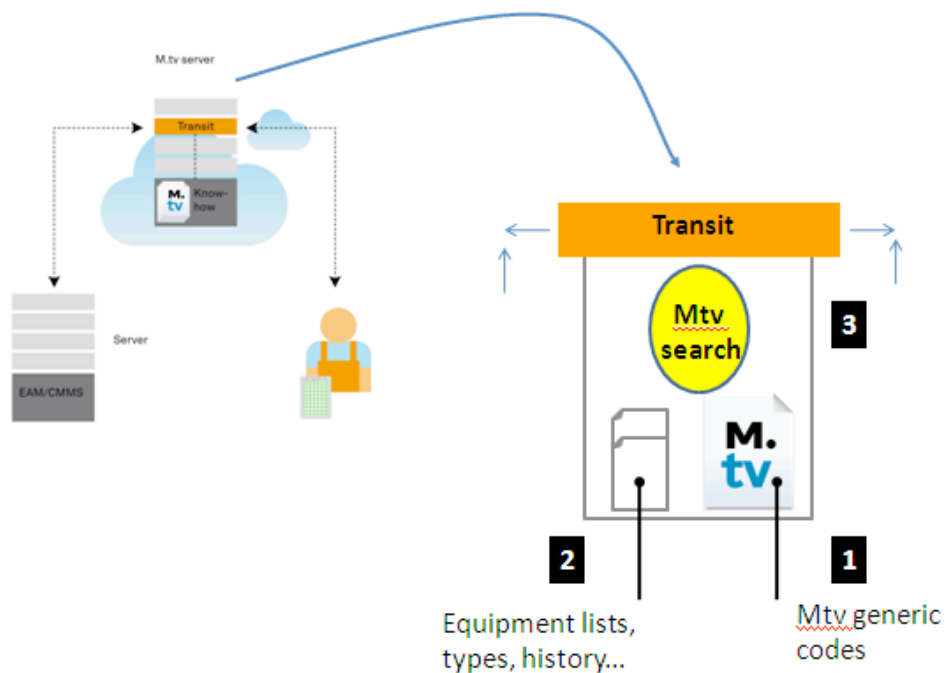 M.tv server
Transit
M.
tv
Know-
how
Server
EAM/CMMS
Transit
Mtv
search
3
M.
tv.
2
1
Equipment lists,
types, history...
Mtv generic
codes